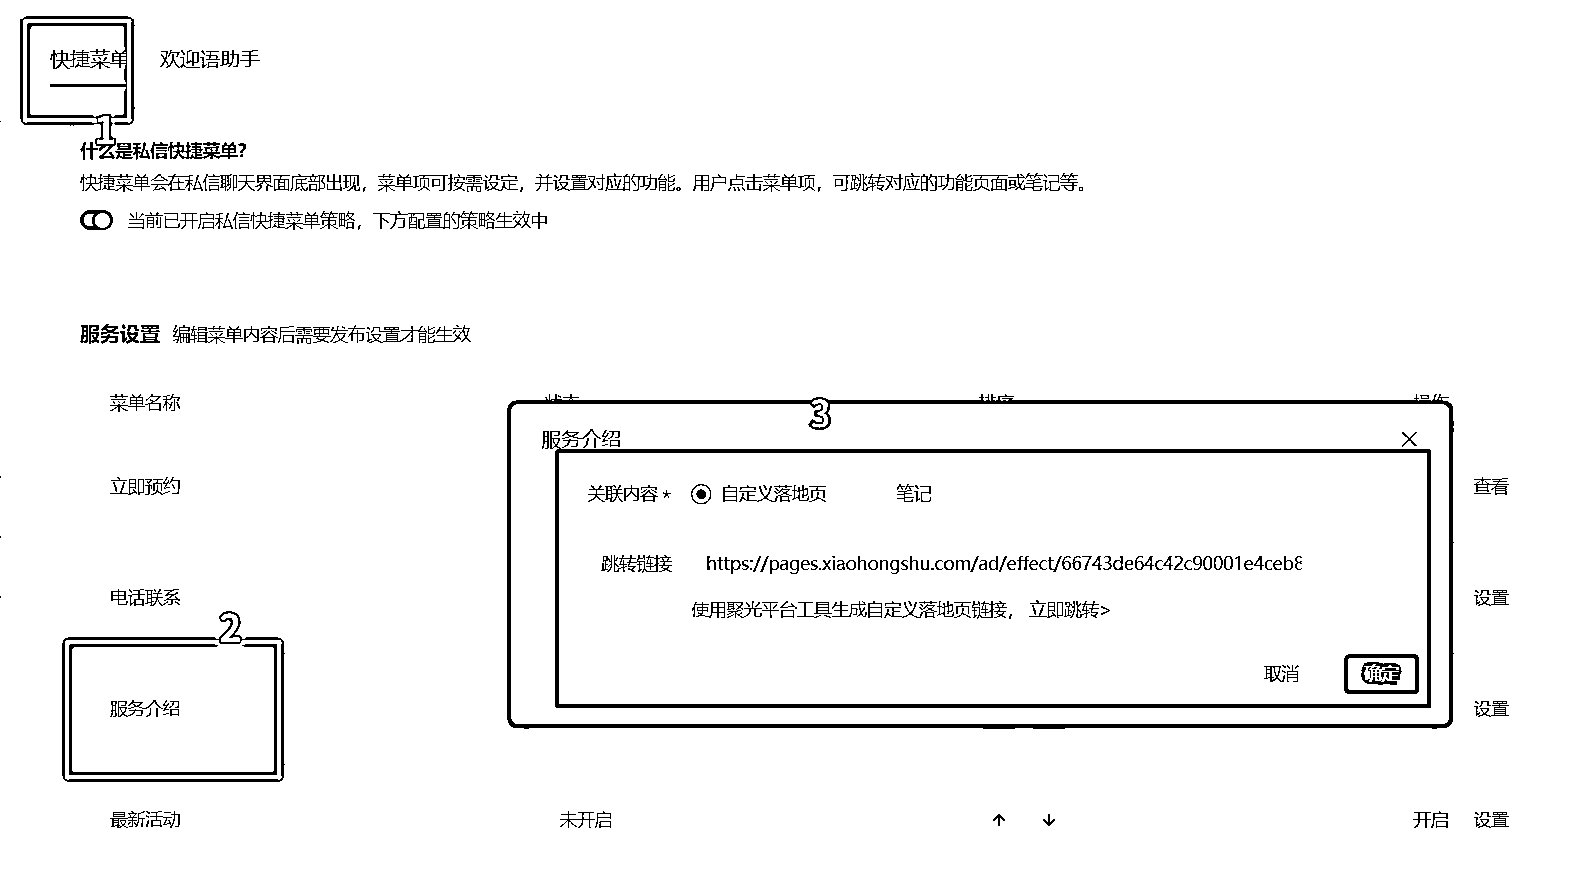 快捷菜单 欢迎语助手
1
什么是私信快捷菜单?
快捷菜单会在私信聊天界面底部出现，菜单项可按需设定，并设置对应的功能。用户点击菜单项，可跳转对应的功能页面或笔记等。
当前已开启私信快捷菜单策略，下方配置的策略生效中
服务设置 编辑菜单内容后需要发布设置才能生效
菜单名称 状态 排序 操作
3
服务介绍
立即预约 查看
关联内容* 自定义落地页 笔记
跳转链接 https://pages.xiaohongshu.com/ad/effect/66743de64c42c90001e4ceb8
电话联系 设置
使用聚光平台工具生成自定义落地页链接， 立即跳转>
2
取消 确定
服务介绍 设置
最新活动 未开启 ↑ ↓ 开启 设置